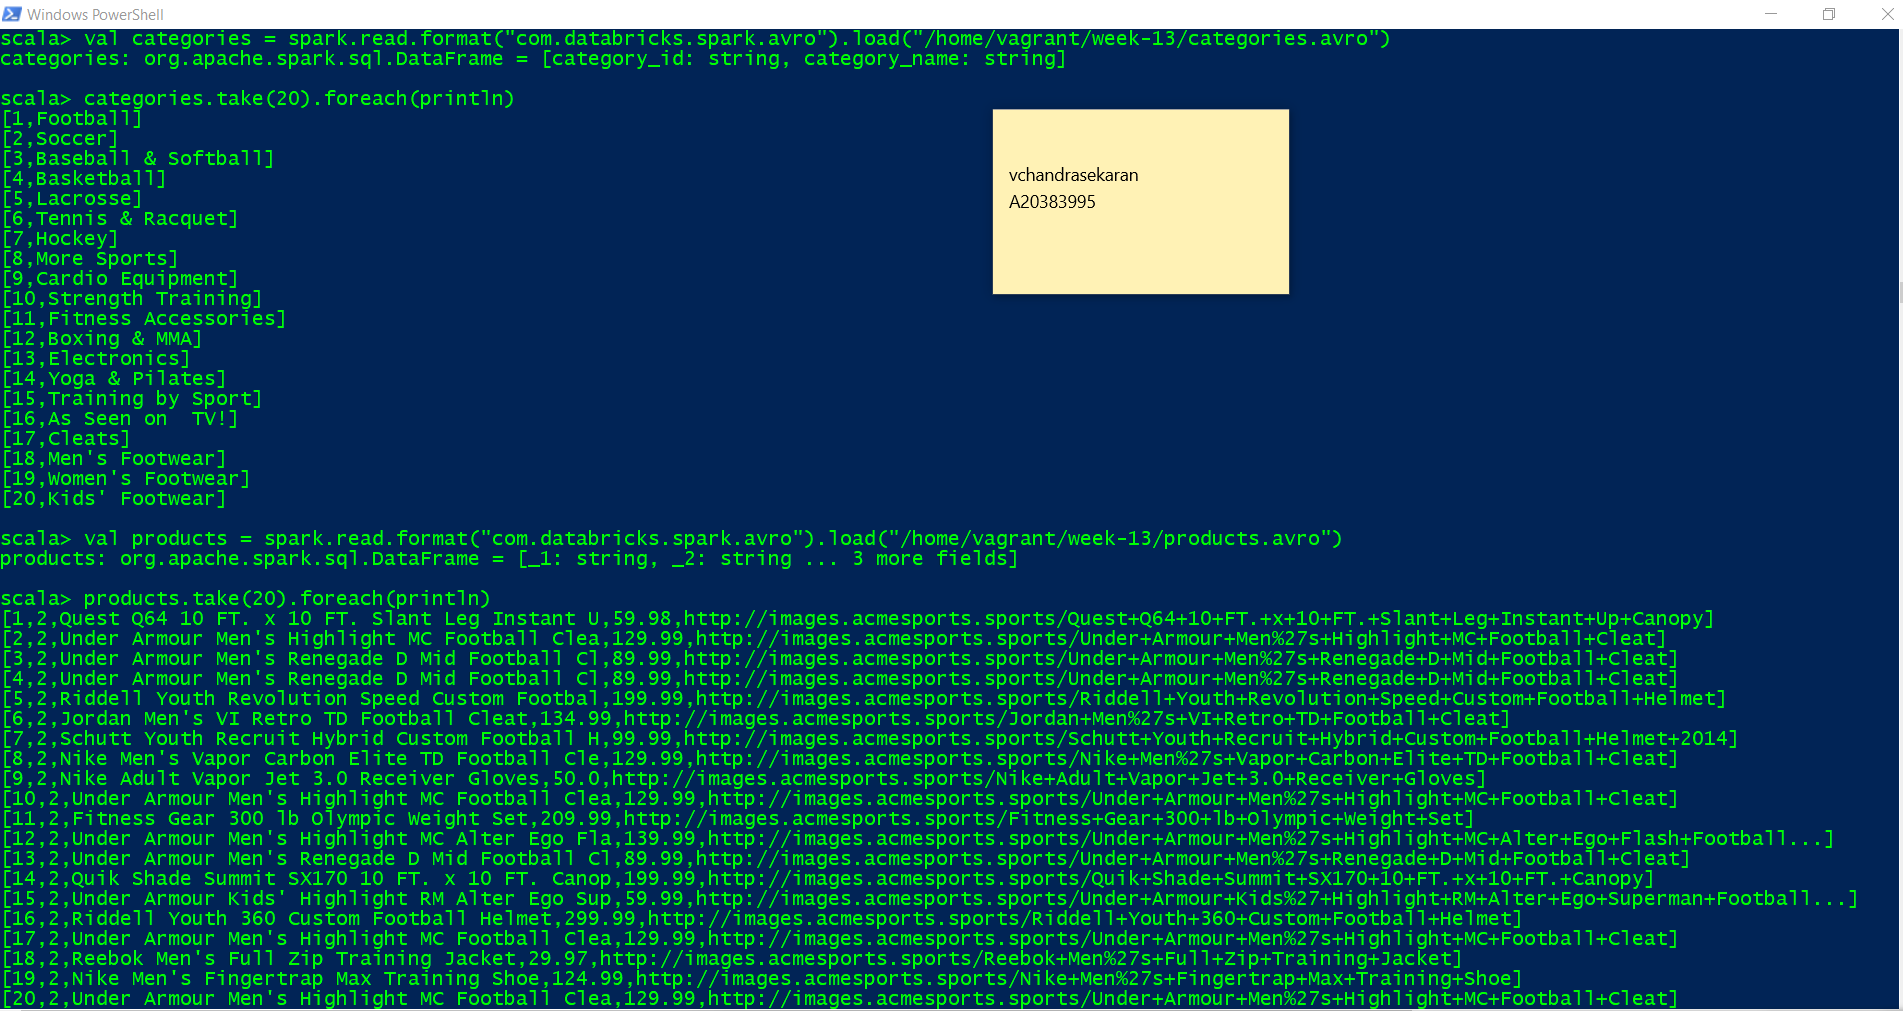 Windows PowerShell
scala> val categories = spark.read.format("com.databricks.spark.avro").load("/home/vagrant/week-13/categories.avro")
categories: org.apache.spark.sql.DataFrame = [category_id: string, category_name: string]
scala> categories.take(20).foreach(println)
[1,Football]
[2,Soccer]
[3,Baseball & Softball]
[4,Basketball]
[5,Lacrosse]
[6,Tennis & Racquet]
[7,Hockey]
[8,More Sports]
[9,Cardio Equipment]
[10,Strength Training]
[11,Fitness Accessories]
[12,Boxing & MMA]
[13,Electronics]
[14,Yoga & Pilates]
[15,Training by Sport]
[16,As Seen on  TV!]
[17,Cleats]
[18,Men's Footwear]
[19,Women's Footwear]
[20,Kids' Footwear]
vchandrasekaran
A20383995
scala> val products = spark.read.format("com.databricks.spark.avro").load("/home/vagrant/week-13/products.avro")
products: org.apache.spark.sql.DataFrame = [_1: string, _2: string ... 3 more fields]
scala> products.take(20).foreach(println)
[1,2,Quest Q64 10 FT. x 10 FT. Slant Leg Instant U,59.98,http://images.acmesports.sports/Quest+Q64+10+FT.+x+10+FT.+Slant+Leg+Instant+Up+Canopy]
[2,2,Under Armour Men's Highlight MC Football Clea,129.99,http://images.acmesports.sports/Under+Armour+Men%27s+Highlight+MC+Football+Cleat]
[3,2,Under Armour Men's Renegade D Mid Football Cl,89.99,http://images.acmesports.sports/Under+Armour+Men%27s+Renegade+D+Mid+Football+Cleat]
[4,2,Under Armour Men's Renegade D Mid Football Cl,89.99,http://images.acmesports.sports/Under+Armour+Men%27s+Renegade+D+Mid+Football+Cleat]
[5,2,Riddell Youth Revolution Speed Custom Footbal,199.99,http://images.acmesports.sports/Riddell+Youth+Revolution+Speed+Custom+Football+Helmet]
[6,2,Jordan Men's VI Retro TD Football Cleat,134.99,http://images.acmesports.sports/Jordan+Men%27s+VI+Retro+TD+Football+Cleat]
[7,2,Schutt Youth Recruit Hybrid Custom Football H,99.99,http://images.acmesports.sports/Schutt+Youth+Recruit+Hybrid+Custom+Football+Helmet+2014]
[8,2,Nike Men's Vapor Carbon Elite TD Football Cle,129.99,http://images.acmesports.sports/Nike+Men%27s+Vapor+Carbon+Elite+TD+Football+Cleat]
[9,2,Nike Adult Vapor Jet 3.0 Receiver Gloves,50.0,http://images.acmesports.sports/Nike+Adult+Vapor+Jet+3.0+Receiver+Gloves]
[10,2,Under Armour Men's Highlight MC Football Clea,129.99,http://images.acmesports.sports/Under+Armour+Men%27s+Highlight+MC+Football+Cleat]
[11,2,Fitness Gear 300 lb Olympic Weight Set,209.99,http://images.acmesports.sports/Fitness+Gear+300+lb+Olympic+Weight+Set]
[12,2,Under Armour Men's Highlight MC Alter Ego Fla,139.99,http://images.acmesports.sports/Under+Armour+Men%27s+Highlight+MC+Alter+Ego+Flash+Football...]
[13,2,Under Armour Men's Renegade D Mid Football Cl,89.99,http://images.acmesports.sports/Under+Armour+Men%27s+Renegade+D+Mid+Football+Cleat]
[14,2,Quik Shade Summit SX170 10 FT. x 10 FT. Canop,199.99,http://images.acmesports.sports/Quik+Shade+Summit+SX170+10+FT.+x+10+FT.+Canopy]
[15,2,Under Armour Kids' Highlight RM Alter Ego Sup,59.99,http://images.acmesports.sports/Under+Armour+Kids%27+Highlight+RM+Alter+Ego+Superman+Football...]
[16,2,Riddell Youth 360 Custom Football Helmet,299.99,http://images.acmesports.sports/Riddell+Youth+360+Custom+Football+Helmet]
[17,2,Under Armour Men's Highlight MC Football Clea,129.99,http://images.acmesports.sports/Under+Armour+Men%27s+Highlight+MC+Football+Cleat]
[18,2,Reebok Men's Full Zip Training Jacket,29.97,http://images.acmesports.sports/Reebok+Men%27s+Full+Zip+Training+Jacket]
[19,2,Nike Men's Fingertrap Max Training Shoe,124.99,http://images.acmesports.sports/Nike+Men%27s+Fingertrap+Max+Training+Shoe]
[20,2,Under Armour Men's Highlight MC Football Clea,129.99,http://images.acmesports.sports/Under+Armour+Men%27s+Highlight+MC+Football+Cleat]